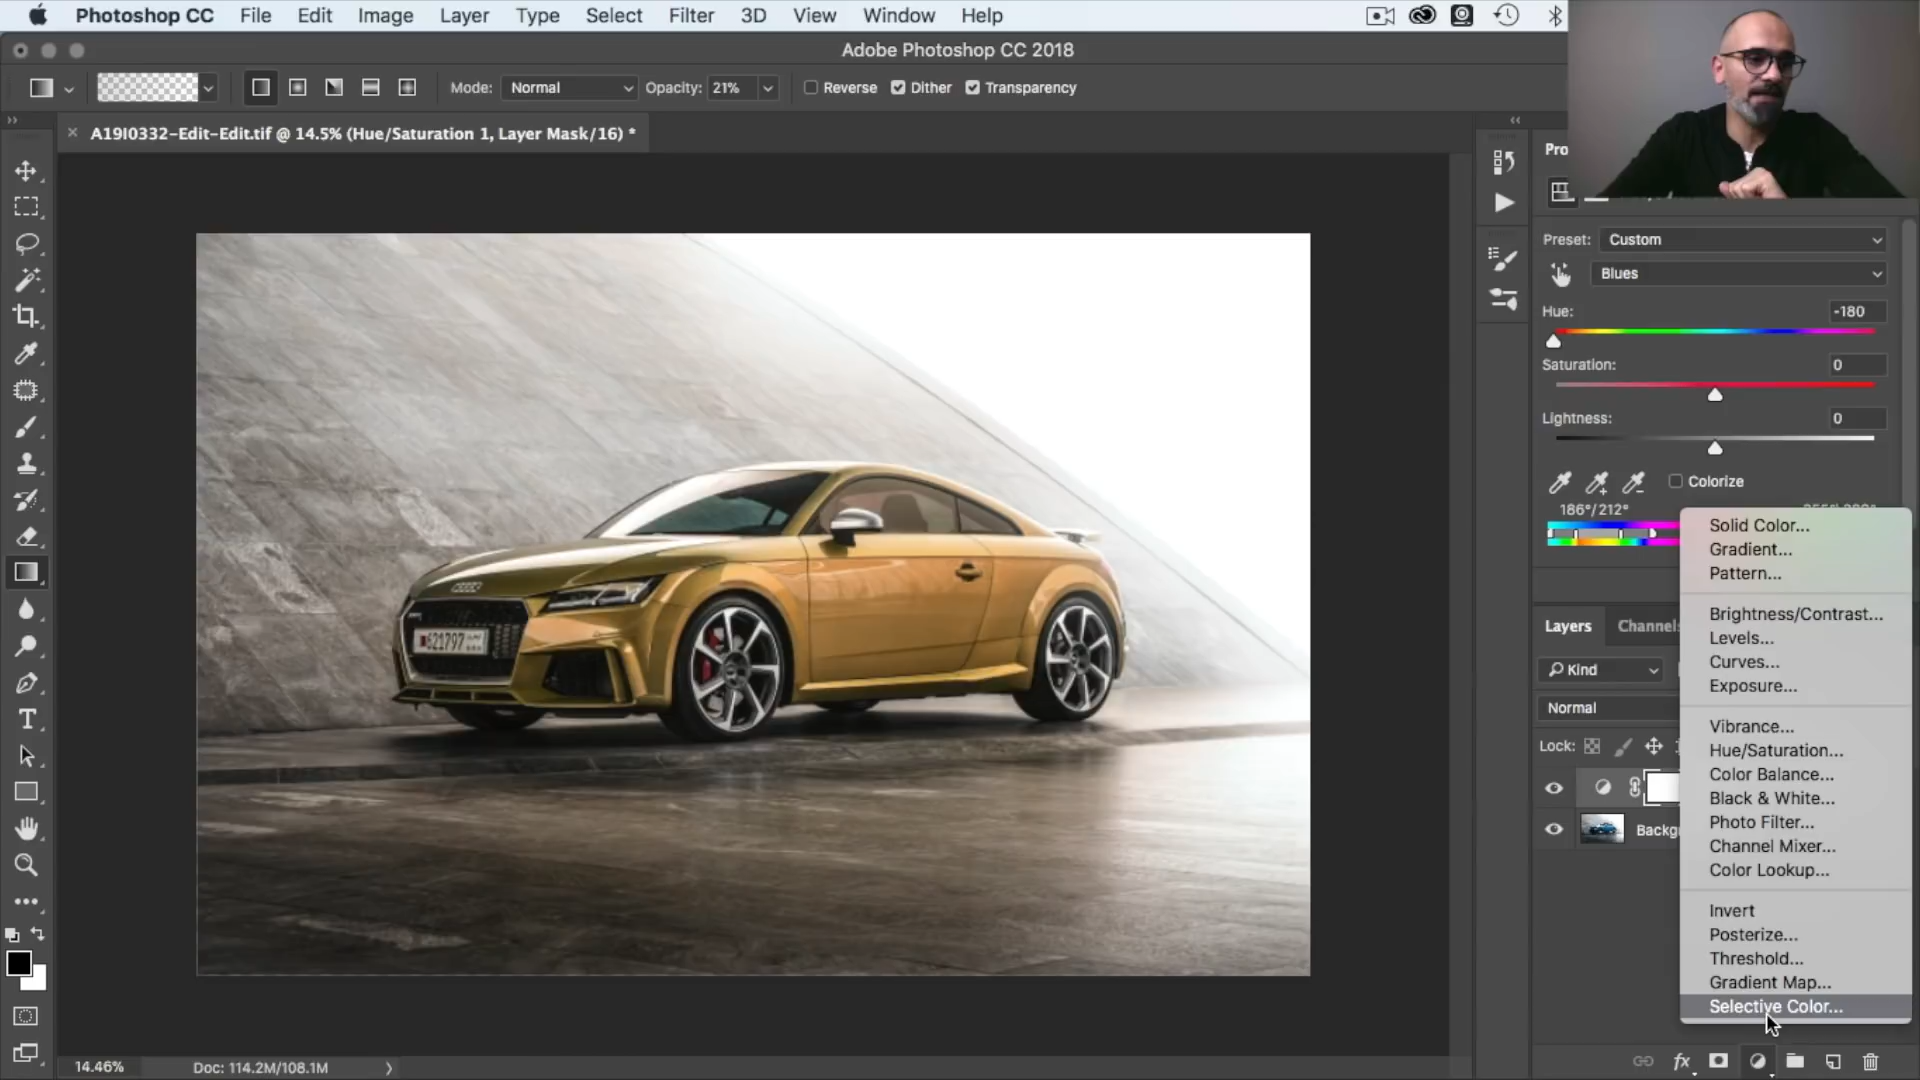 Photoshop CC File Edit Image Layer Type Select Filter 3D View Window Help
Adobe Photoshop CC 2018
Mode: Normal Opacity: 21% Reverse Dither Transparency
A19I0332-Edit-Edit.tif @ 14.5% (Hue/Saturation 1, Layer Mask/16) *
Pro
Preset: Custom
Blues
Hue: -180
Saturation: 0
Lightness: 0
Colorize
186°/212°
Solid Color...
Gradient...
Pattern...
Brightness/Contrast...
Levels...
Curves...
Exposure...
Vibrance...
Hue/Saturation...
Color Balance...
Black & White...
Photo Filter...
Channel Mixer...
Color Lookup...
Invert
Posterize...
Threshold...
Gradient Map...
Selective Color...
Layers Channels
Kind
Normal
Lock:
Backg
621797
T
fx
14.46% Doc: 114.2M/108.1M